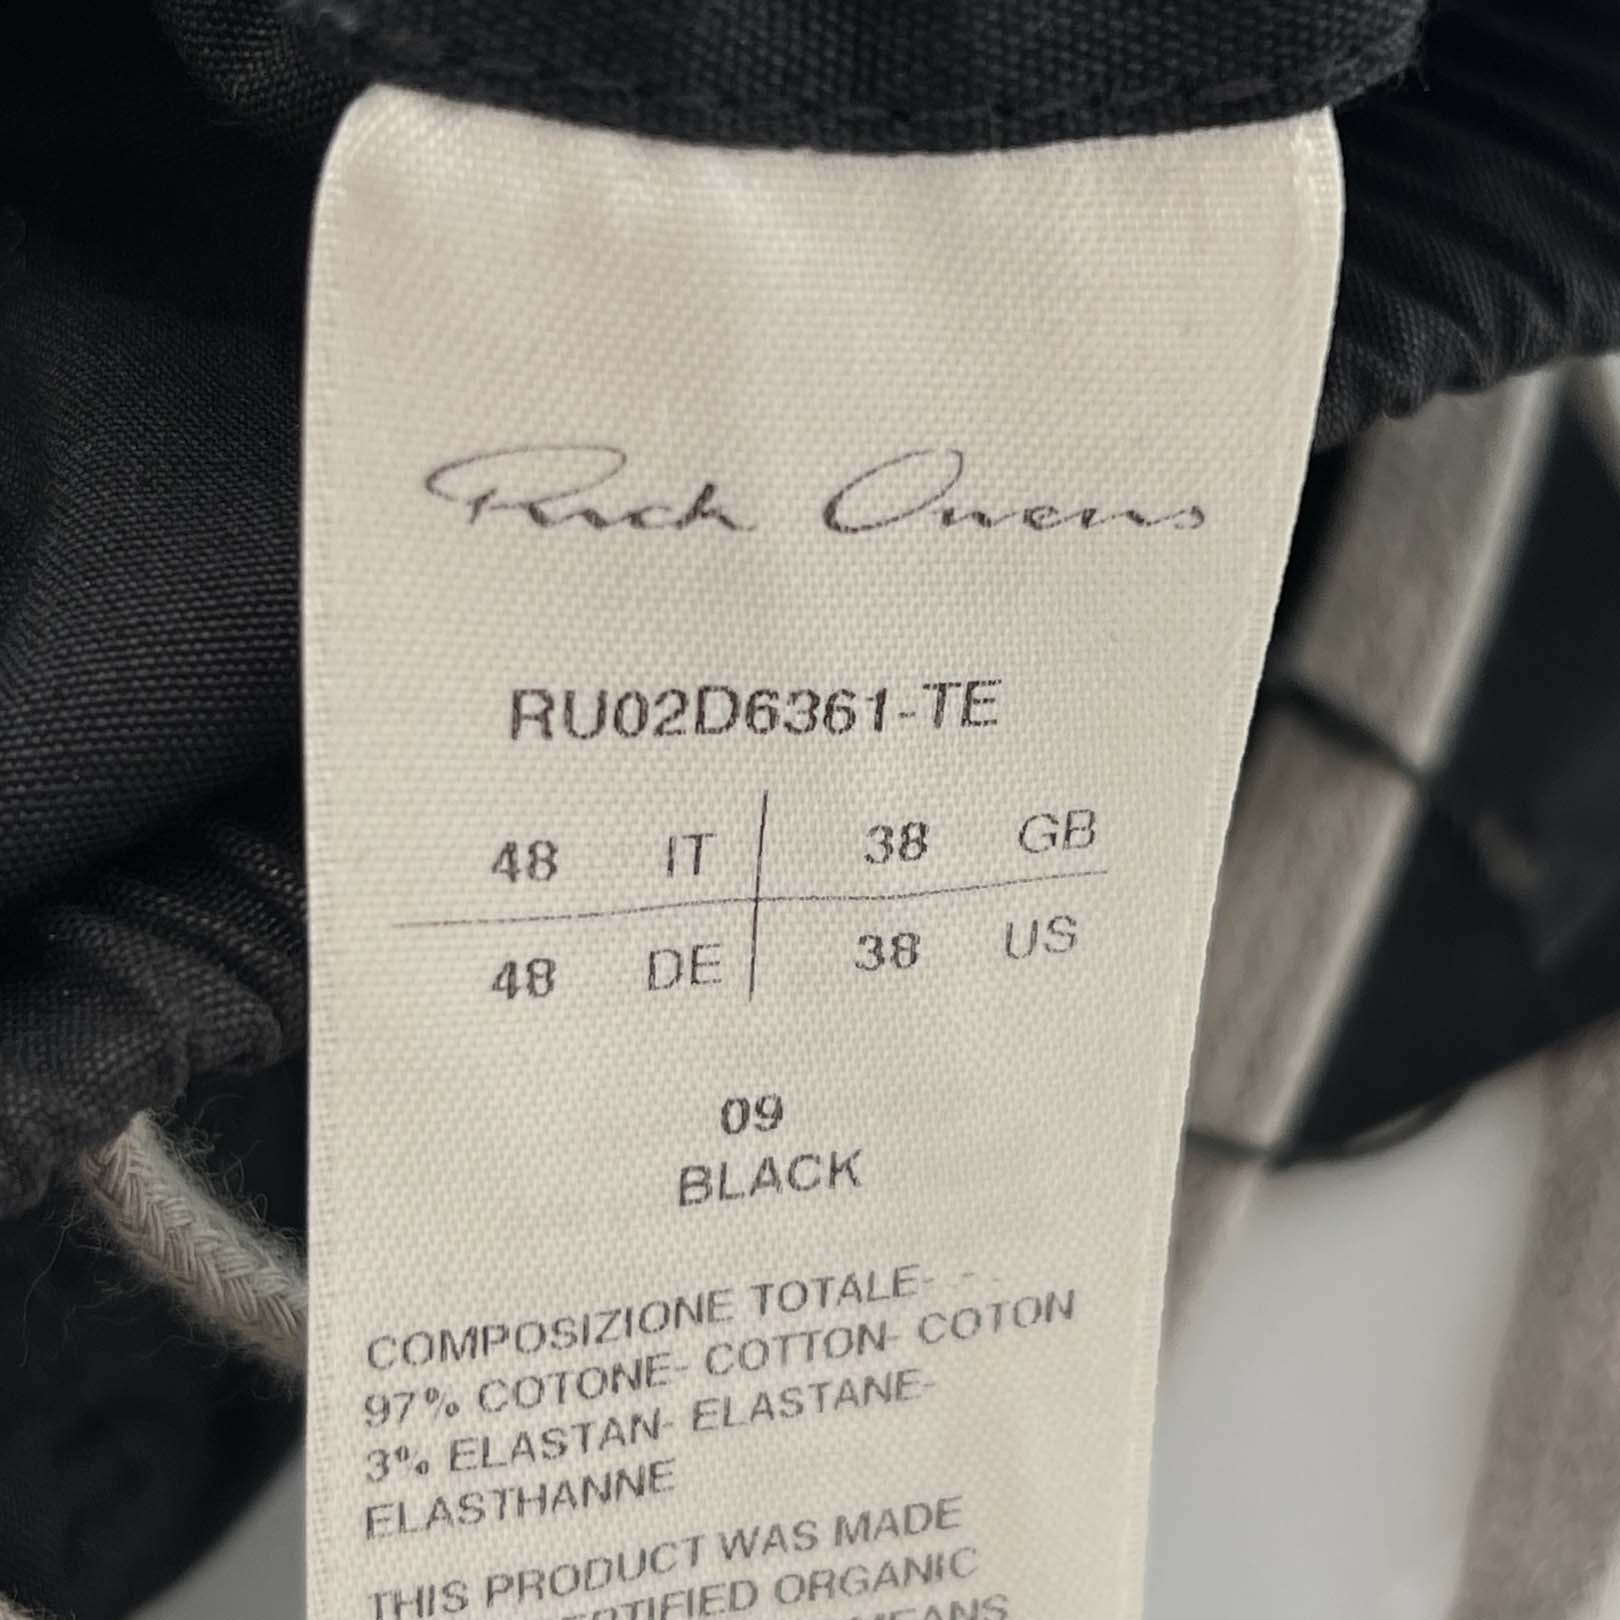 Rick Owens
RU02D6361-TE
48 IT 38 GB
48 DE 38 US
09
BLACK
COMPOSIZIONE TOTALE- - -
97% COTONE- COTTON- COTON
3% ELASTAN- ELASTANE-
ELASTHANNE
THIS PRODUCT WAS MADE
ORGANIC
MEANS